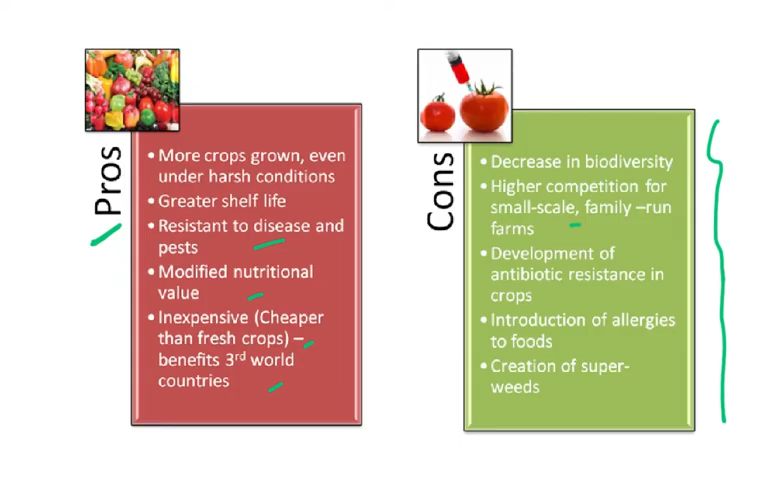 Pros
• More crops grown, even
under harsh conditions
• Greater shelf life
• Resistant to disease and
pests
• Modified nutritional
value
• Inexpensive (Cheaper
than fresh crops) –
benefits 3rd world
countries
Cons
• Decrease in biodiversity
• Higher competition for
small-scale, family –run
farms
• Development of
antibiotic resistance in
crops
• Introduction of allergies
to foods
• Creation of super-
weeds